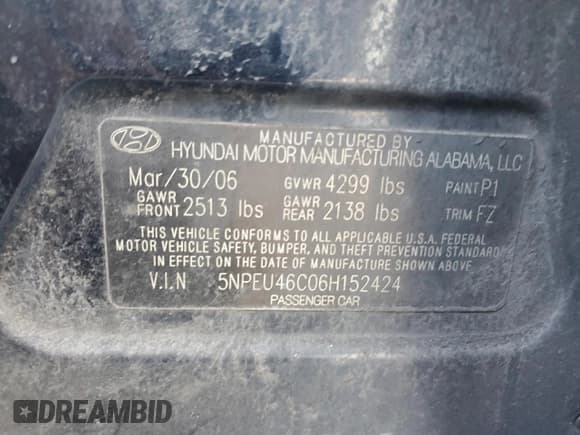 MANUFACTURED BY
HYUNDAI MOTOR MANUFACTURING ALABAMA, LLC
Mar/30/06 GVWR 4299 lbs PAINT P1
GAWR FRONT 2513 lbs GAWR REAR 2138 lbs TRIM FZ
THIS VEHICLE CONFORMS TO ALL APPLICABLE U.S.A. FEDERAL
MOTOR VEHICLE SAFETY, BUMPER, AND THEFT PREVENTION STANDARD
IN EFFECT ON THE DATE OF MANUFACTURE SHOWN ABOVE
V.I.N 5NPEU46C06H152424
PASSENGER CAR
DREAMBID